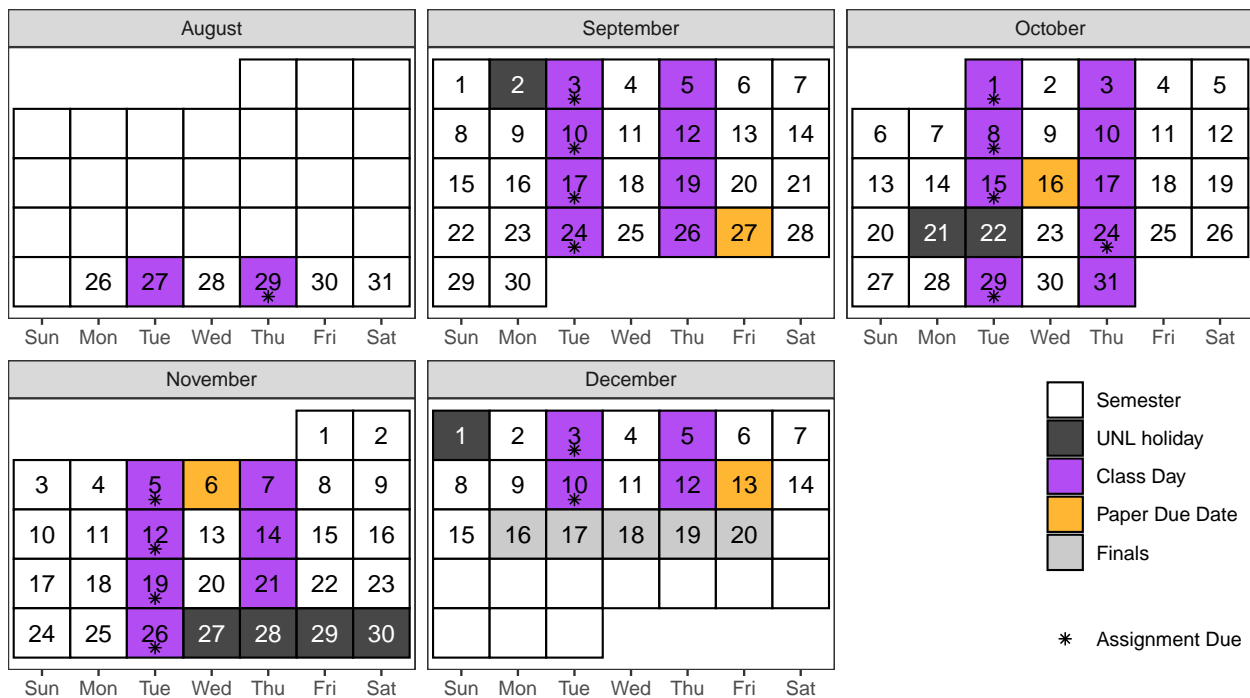 August
26 27 28 29 30 31
*
Sun Mon Tue Wed Thu Fri Sat
September
1 2 3 4 5 6 7
*
8 9 10 11 12 13 14
*
15 16 17 18 19 20 21
*
22 23 24 25 26 27 28
*
29 30
Sun Mon Tue Wed Thu Fri Sat
October
1 2 3 4 5
*
6 7 8 9 10 11 12
*
13 14 15 16 17 18 19
*
20 21 22 23 24 25 26
*
27 28 29 30 31
*
Sun Mon Tue Wed Thu Fri Sat
November
1 2
3 4 5 6 7 8 9
*
10 11 12 13 14 15 16
*
17 18 19 20 21 22 23
*
24 25 26 27 28 29 30
*
Sun Mon Tue Wed Thu Fri Sat
December
1 2 3 4 5 6 7
*
8 9 10 11 12 13 14
*
15 16 17 18 19 20
Sun Mon Tue Wed Thu Fri Sat
Semester
UNL holiday
Class Day
Paper Due Date
Finals
* Assignment Due